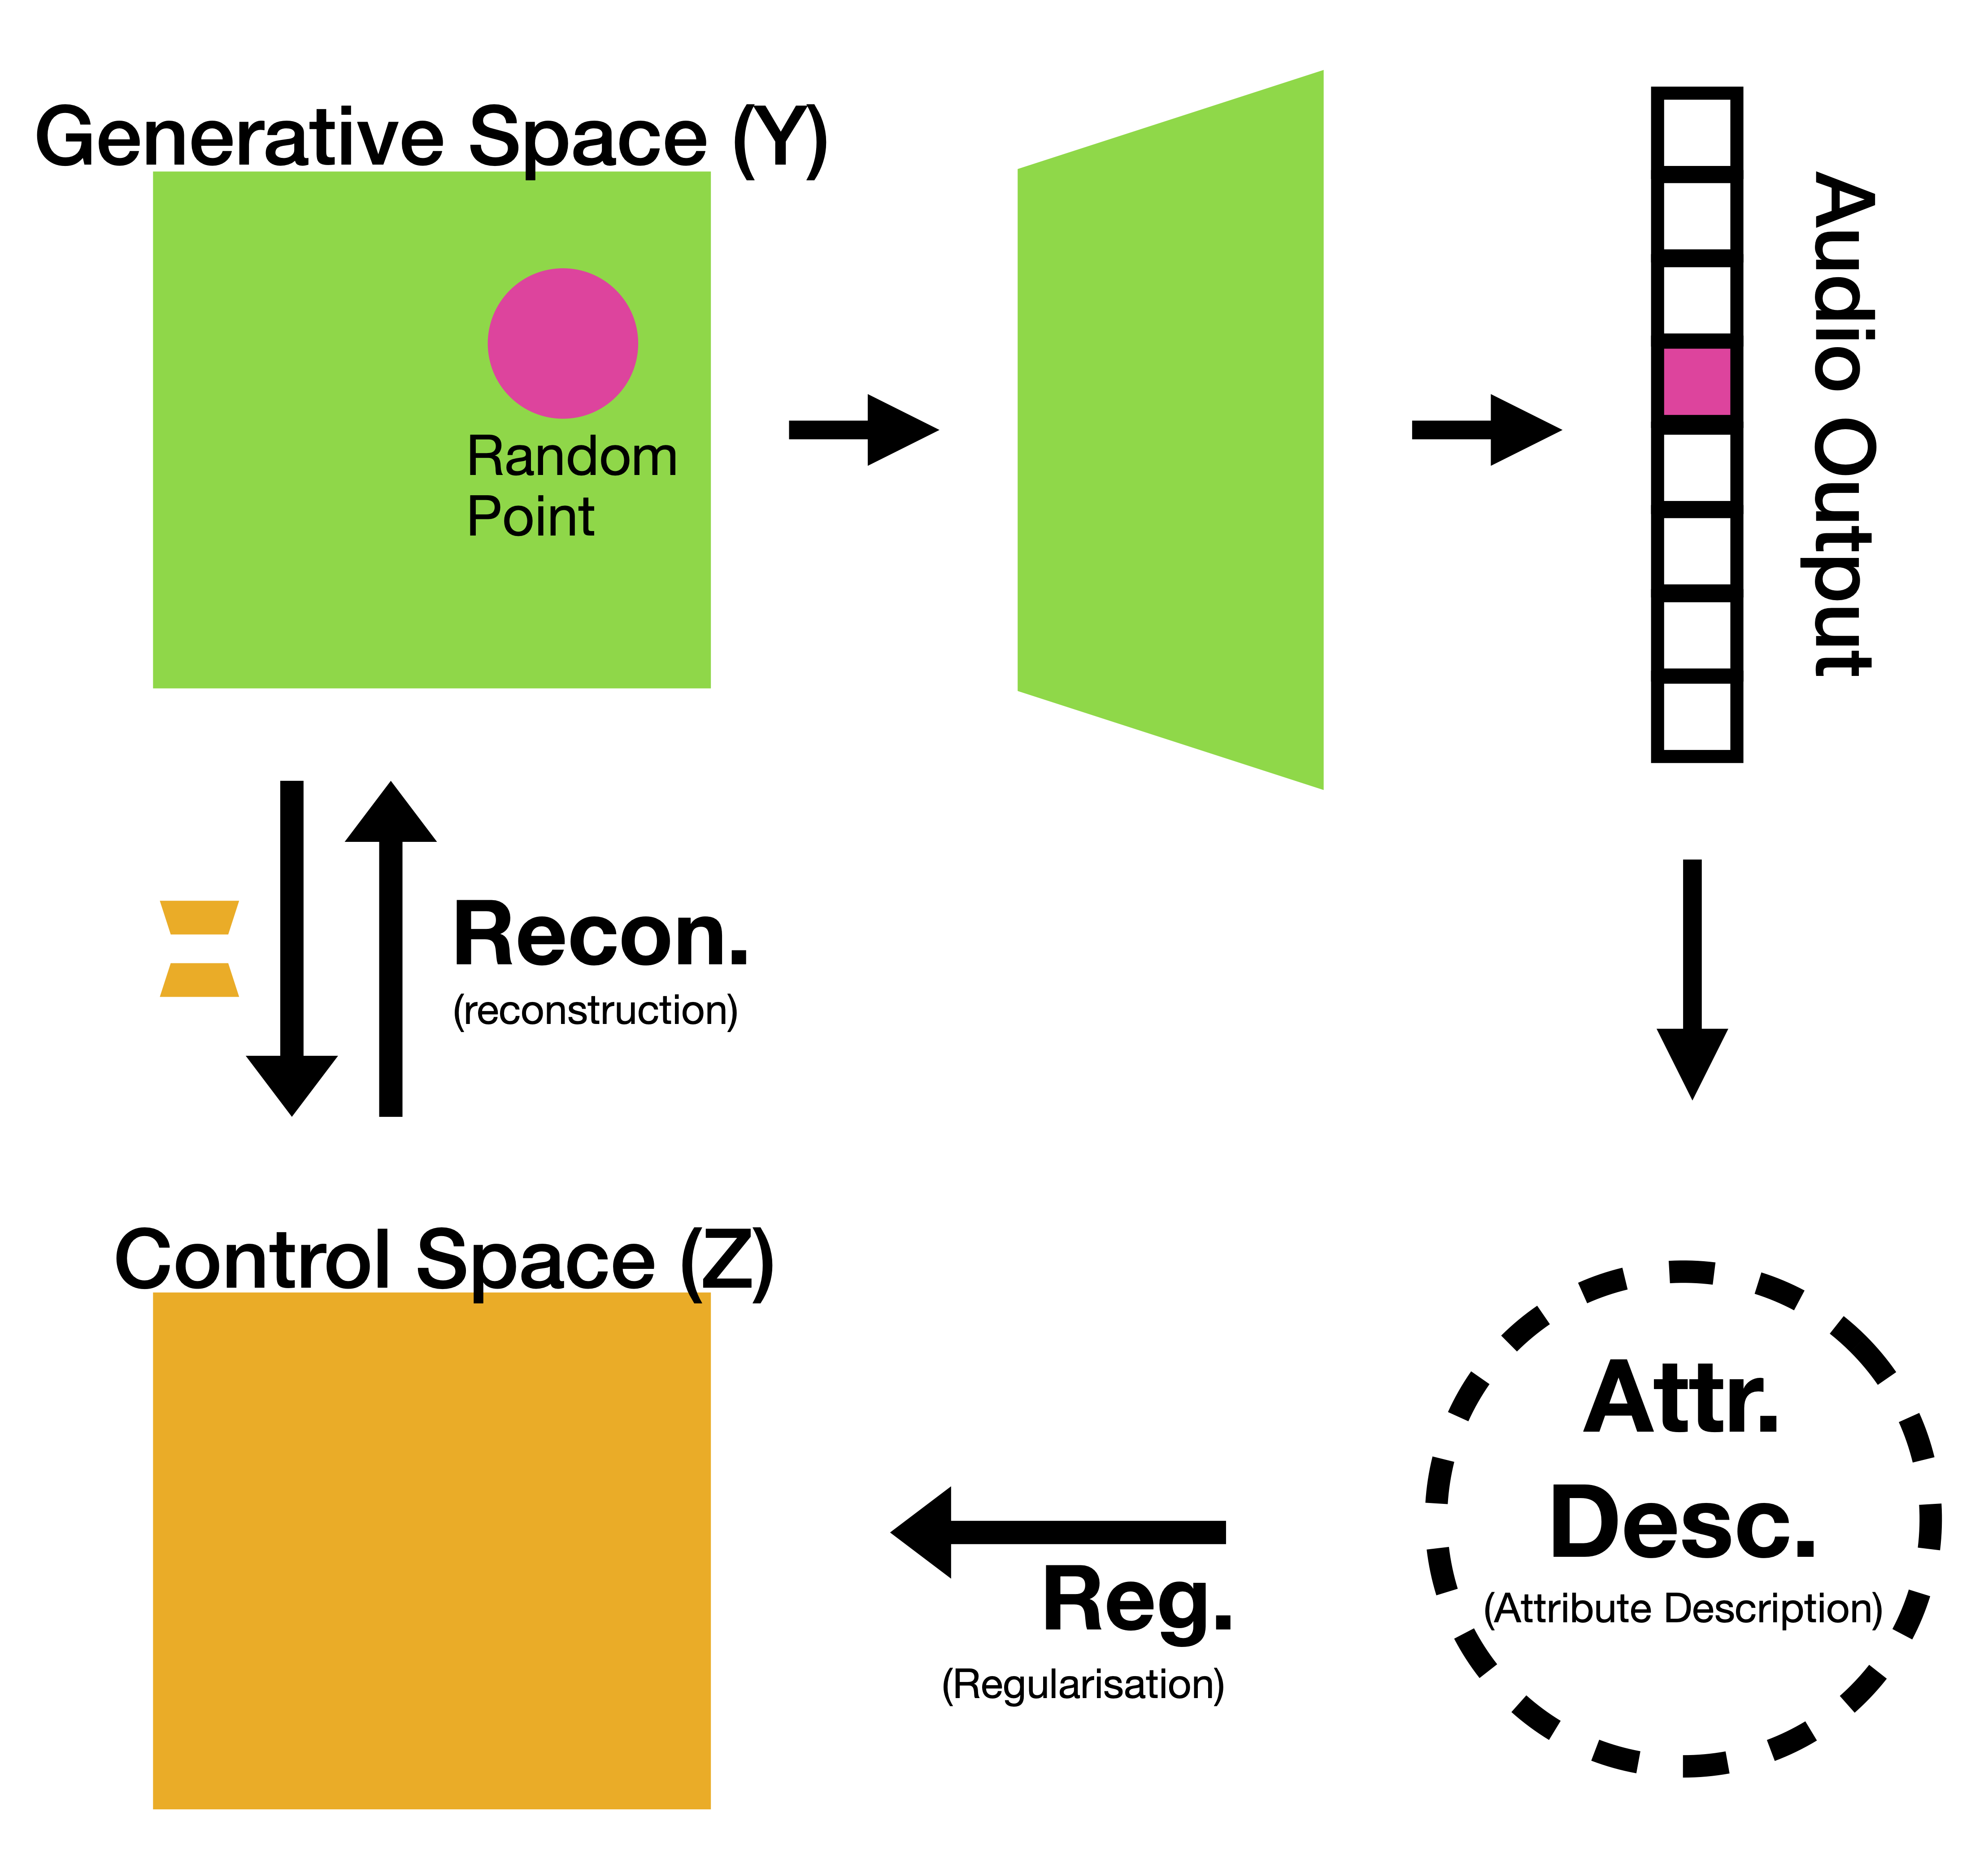 Generative Space (Y)
Random
Point
Audio Output
Recon.
(reconstruction)
Control Space (Z)
Attr.
Desc.
(Attribute Description)
Reg.
(Regularisation)